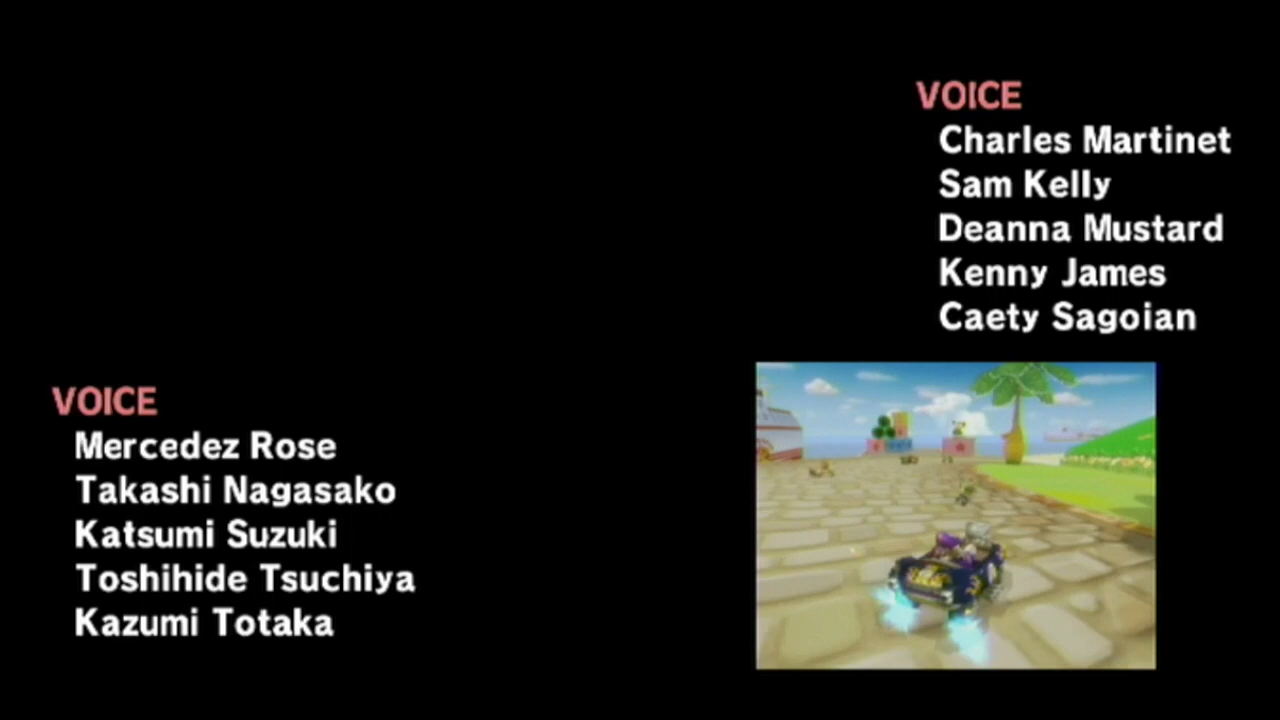 VOICE
Charles Martinet
Sam Kelly
Deanna Mustard
Kenny James
Caety Sagoian
VOICE
Mercedez Rose
Takashi Nagasako
Katsumi Suzuki
Toshihide Tsuchiya
Kazumi Totaka